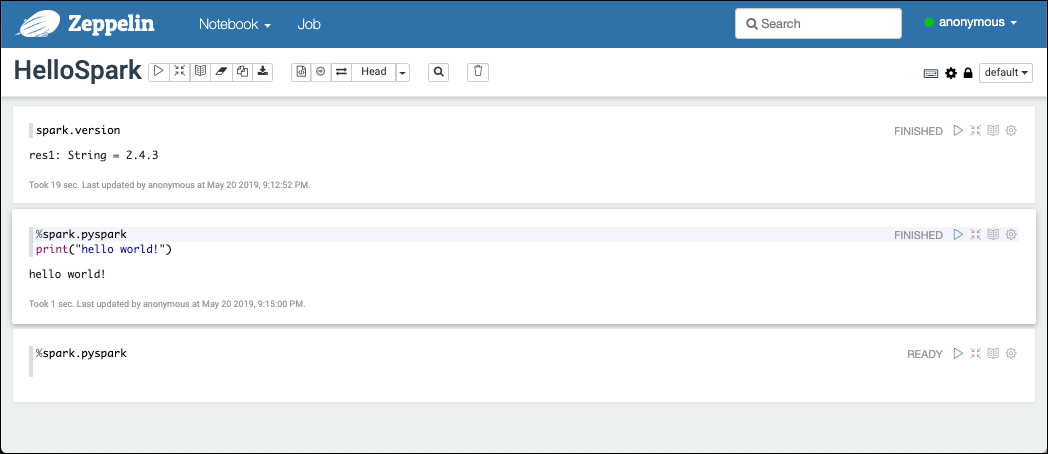 Zeppelin Notebook Job Search anonymous
HelloSpark Head default
spark.version FINISHED
res1: String = 2.4.3
Took 19 sec. Last updated by anonymous at May 20 2019, 9:12:52 PM.
%spark.pyspark FINISHED
print("hello world!")
hello world!
Took 1 sec. Last updated by anonymous at May 20 2019, 9:15:00 PM.
%spark.pyspark READY